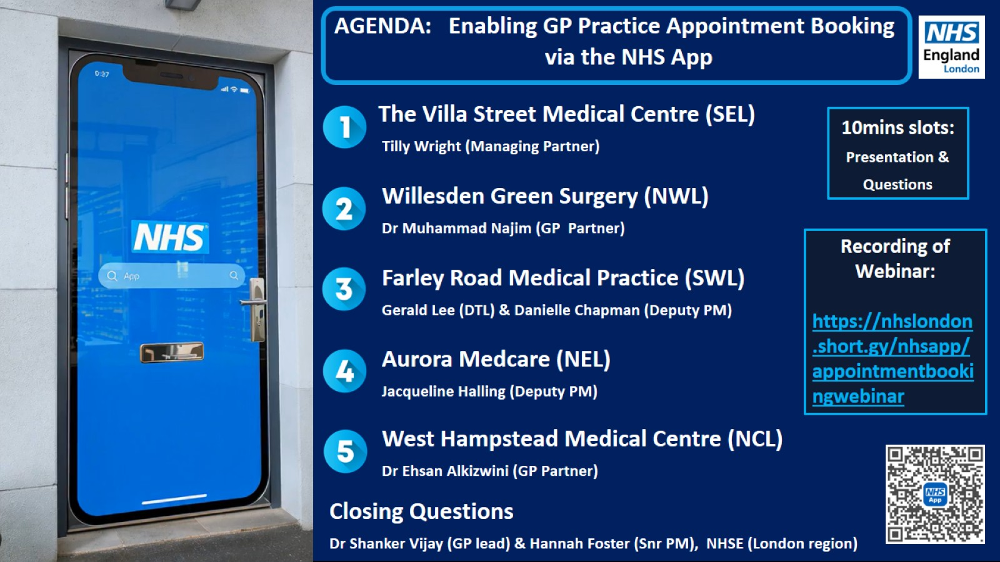 0:27
NHS
App
AGENDA: Enabling GP Practice Appointment Booking
via the NHS App
NHS
England
London
1
The Villa Street Medical Centre (SEL)
Tilly Wright (Managing Partner)
2
Willesden Green Surgery (NWL)
Dr Muhammad Najim (GP Partner)
3
Farley Road Medical Practice (SWL)
Gerald Lee (DTL) & Danielle Chapman (Deputy PM)
4
Aurora Medcare (NEL)
Jacqueline Halling (Deputy PM)
5
West Hampstead Medical Centre (NCL)
Dr Ehsan Alkizwini (GP Partner)
Closing Questions
Dr Shanker Vijay (GP lead) & Hannah Foster (Snr PM), NHSE (London region)
10mins slots:
Presentation &
Questions
Recording of
Webinar:
https://nhslondon
.short.gy/nhsapp/
appointmentbooki
ngwebinar
NHS
App